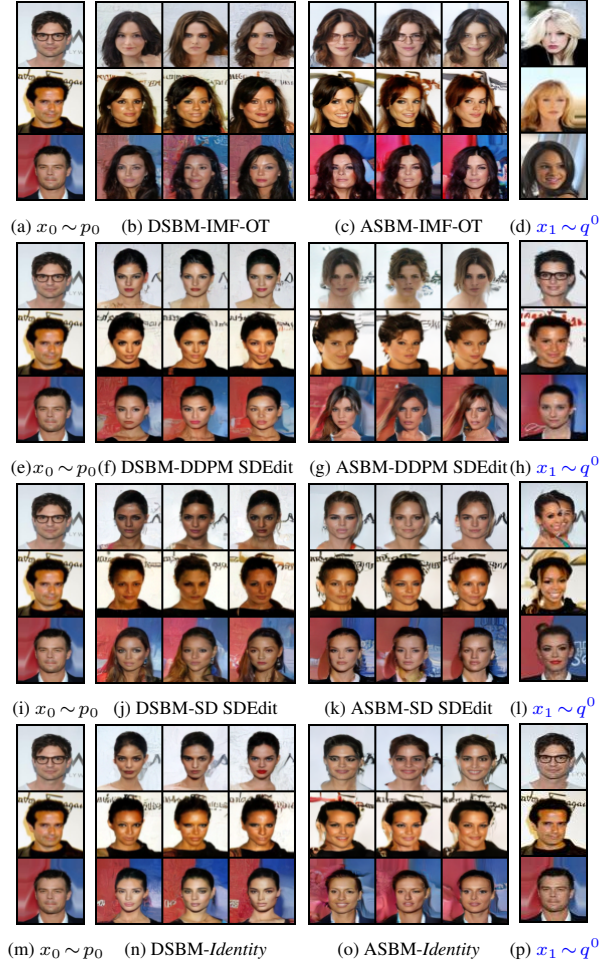 (a) x₀ ∼ p₀ (b) DSBM-IMF-OT (c) ASBM-IMF-OT (d) x₁ ∼ q⁰
(e) x₀ ∼ p₀ (f) DSBM-DDPM SDEdit (g) ASBM-DDPM SDEdit (h) x₁ ∼ q⁰
(i) x₀ ∼ p₀ (j) DSBM-SD SDEdit (k) ASBM-SD SDEdit (l) x₁ ∼ q⁰
(m) x₀ ∼ p₀ (n) DSBM-Identity (o) ASBM-Identity (p) x₁ ∼ q⁰